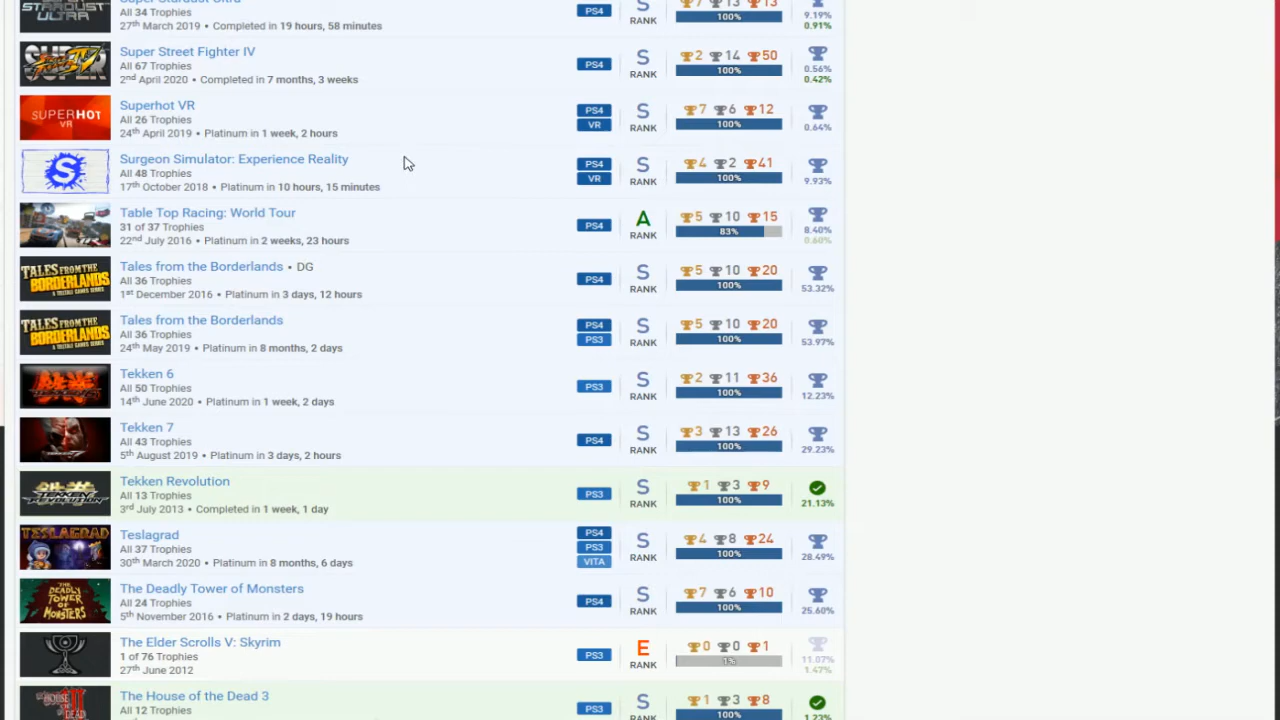 SUPER STARDUST ULTRA
All 34 Trophies
27th March 2019 • Completed in 19 hours, 58 minutes
PS4
S RANK
7 13 13
100%
9.19%
0.91%
SUPER
Super Street Fighter IV
All 67 Trophies
2nd April 2020 • Completed in 7 months, 3 weeks
PS4
S RANK
2 14 50
100%
0.56%
0.42%
SUPERHOT VR
Superhot VR
All 26 Trophies
24th April 2019 • Platinum in 1 week, 2 hours
PS4 VR
S RANK
7 6 12
100%
0.64%
S
Surgeon Simulator: Experience Reality
All 48 Trophies
17th October 2018 • Platinum in 10 hours, 15 minutes
PS4 VR
S RANK
4 2 41
100%
9.93%
Table Top Racing: World Tour
31 of 37 Trophies
22nd July 2016 • Platinum in 2 weeks, 23 hours
PS4
A RANK
5 10 15
83%
8.40%
0.60%
TALES FROM THE BORDERLANDS
Tales from the Borderlands • DG
All 36 Trophies
1st December 2016 • Platinum in 3 days, 12 hours
PS4
S RANK
5 10 20
100%
53.32%
TALES FROM THE BORDERLANDS
Tales from the Borderlands
All 36 Trophies
24th May 2019 • Platinum in 8 months, 2 days
PS4 PS3
S RANK
5 10 20
100%
53.97%
Tekken 6
All 50 Trophies
14th June 2020 • Platinum in 1 week, 2 days
PS3
S RANK
2 11 36
100%
12.23%
Tekken 7
All 43 Trophies
5th August 2019 • Platinum in 3 days, 2 hours
PS4
S RANK
3 13 26
100%
29.23%
Tekken Revolution
All 13 Trophies
3rd July 2013 • Completed in 1 week, 1 day
PS3
S RANK
1 3 9
100%
21.13%
TESLAGRAD
Teslagrad
All 37 Trophies
30th March 2020 • Platinum in 8 months, 6 days
PS4 PS3 VITA
S RANK
4 8 24
100%
28.49%
THE DEADLY TOWER OF MONSTERS
The Deadly Tower of Monsters
All 24 Trophies
5th November 2016 • Platinum in 2 days, 19 hours
PS4
S RANK
7 6 10
100%
25.60%
The Elder Scrolls V: Skyrim
1 of 76 Trophies
27th June 2012
PS3
E RANK
0 0 1
1%
11.07%
1.47%
The House of the Dead 3
All 12 Trophies
PS3
S RANK
1 3 8
100%
1.23%